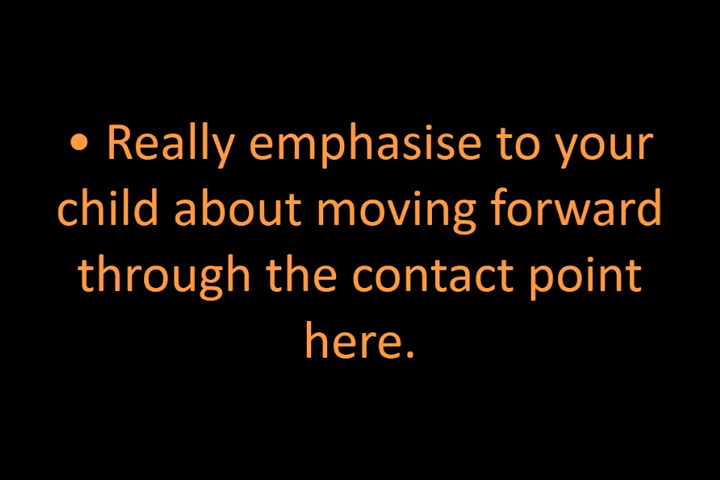 • Really emphasise to your
child about moving forward
through the contact point
here.